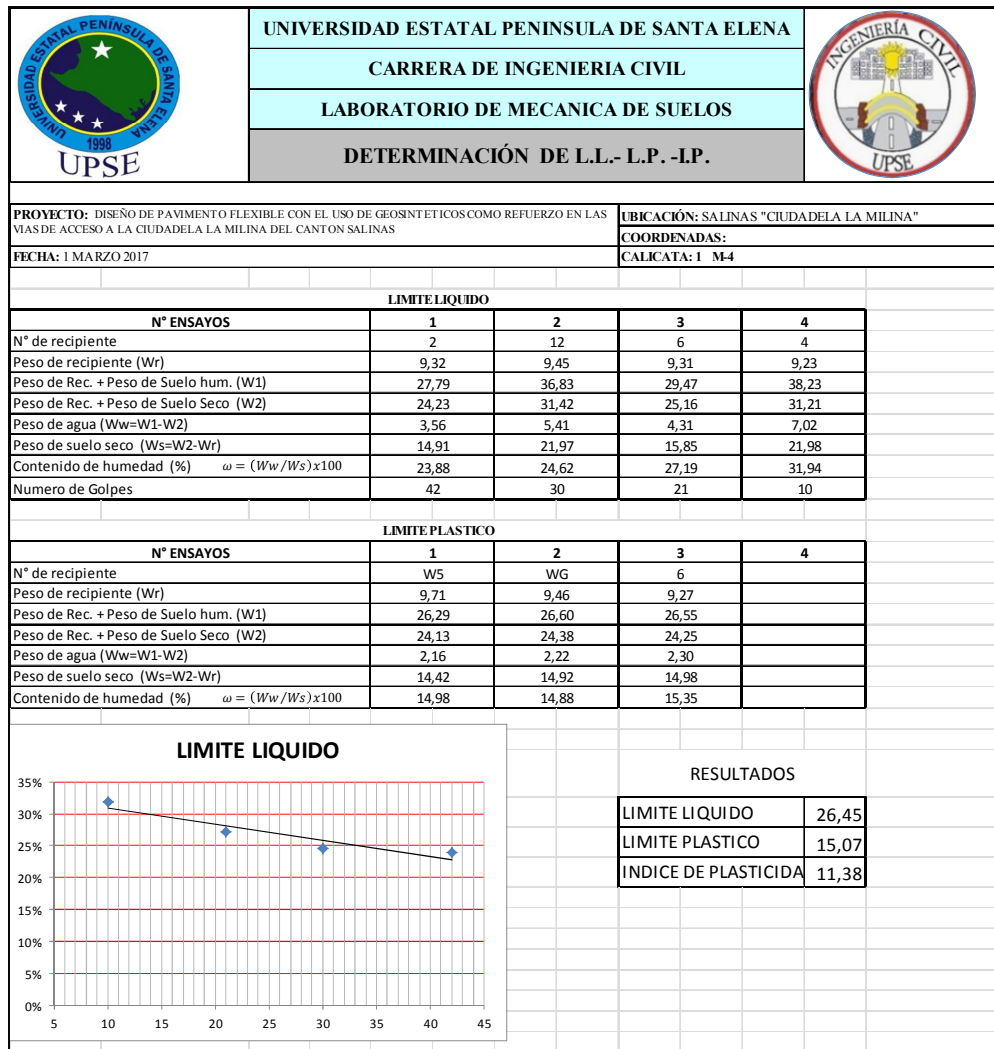 UNIVERSIDAD ESTATAL PENÍNSULA DE SANTA ELENA
1998
UPSE
UNIVERSIDAD ESTATAL PENINSULA DE SANTA ELENA
CARRERA DE INGENIERIA CIVIL
LABORATORIO DE MECANICA DE SUELOS
DETERMINACIÓN DE L.L.- L.P. -I.P.
INGENIERÍA CIVIL
UPSE
PROYECTO: DISEÑO DE PAVIMENTO FLEXIBLE CON EL USO DE GEOSINTETICOS COMO REFUERZO EN LAS
VIAS DE ACCESO A LA CIUDADELA LA MILINA DEL CANTON SALINAS
UBICACIÓN: SALINAS "CIUDADELA LA MILINA"
COORDENADAS:
FECHA: 1 MARZO 2017
CALICATA: 1 M-4
LIMITE LIQUIDO
N° ENSAYOS 1 2 3 4
N° de recipiente 2 12 6 4
Peso de recipiente (Wr) 9,32 9,45 9,31 9,23
Peso de Rec. + Peso de Suelo hum. (W1) 27,79 36,83 29,47 38,23
Peso de Rec. + Peso de Suelo Seco (W2) 24,23 31,42 25,16 31,21
Peso de agua (Ww=W1-W2) 3,56 5,41 4,31 7,02
Peso de suelo seco (Ws=W2-Wr) 14,91 21,97 15,85 21,98
Contenido de humedad (%) ω = (Ww/Ws)x100 23,88 24,62 27,19 31,94
Numero de Golpes 42 30 21 10
LIMITE PLASTICO
N° ENSAYOS 1 2 3 4
N° de recipiente W5 WG 6
Peso de recipiente (Wr) 9,71 9,46 9,27
Peso de Rec. + Peso de Suelo hum. (W1) 26,29 26,60 26,55
Peso de Rec. + Peso de Suelo Seco (W2) 24,13 24,38 24,25
Peso de agua (Ww=W1-W2) 2,16 2,22 2,30
Peso de suelo seco (Ws=W2-Wr) 14,42 14,92 14,98
Contenido de humedad (%) ω = (Ww/Ws)x100 14,98 14,88 15,35
LIMITE LIQUIDO
35%
30%
25%
20%
15%
10%
5%
0%
5 10 15 20 25 30 35 40 45
RESULTADOS
LIMITE LIQUIDO 26,45
LIMITE PLASTICO 15,07
INDICE DE PLASTICIDA 11,38